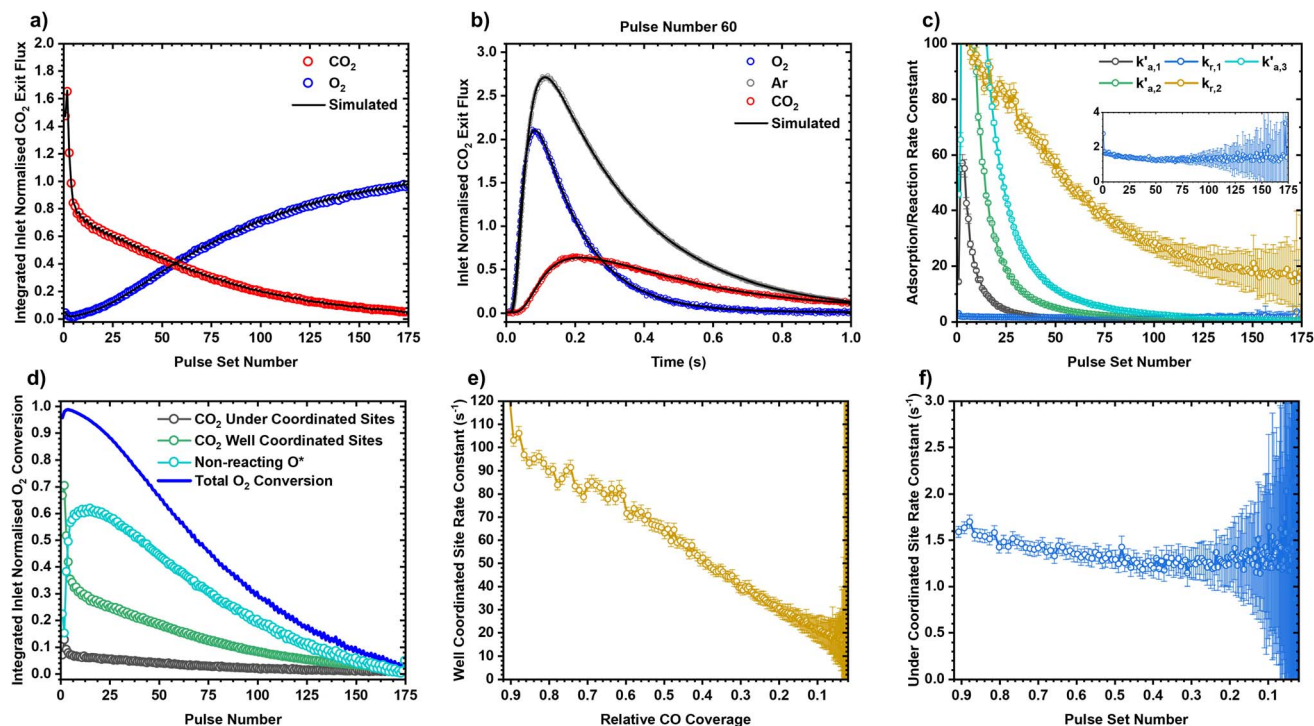 a)
Integrated Inlet Normalised CO₂ Exit Flux
2.0
1.8
1.6
1.4
1.2
1.0
0.8
0.6
0.4
0.2
0.0
CO₂
O₂
Simulated
0 25 50 75 100 125 150 175
Pulse Set Number
b)
Pulse Number 60
Inlet Normalised CO₂ Exit Flux
3.0
2.5
2.0
1.5
1.0
0.5
0.0
O₂
Ar
CO₂
Simulated
0.0 0.2 0.4 0.6 0.8 1.0
Time (s)
c)
Adsorption/Reaction Rate Constant
100
80
60
40
20
0
k'a,1 kr,1 k'a,3
k'a,2 kr,2
4
2
0
0 25 50 75 100 125 150 175
0 25 50 75 100 125 150 175
Pulse Set Number
d)
Integrated Inlet Normalised O₂ Conversion
1.0
0.9
0.8
0.7
0.6
0.5
0.4
0.3
0.2
0.1
0.0
CO₂ Under Coordinated Sites
CO₂ Well Coordinated Sites
Non-reacting O*
Total O₂ Conversion
0 25 50 75 100 125 150 175
Pulse Number
e)
Well Coordinated Site Rate Constant (s⁻¹)
120
110
100
90
80
70
60
50
40
30
20
10
0
0.9 0.8 0.7 0.6 0.5 0.4 0.3 0.2 0.1
Relative CO Coverage
f)
Under Coordinated Site Rate Constant (s⁻¹)
3.0
2.5
2.0
1.5
1.0
0.5
0.0
0.9 0.8 0.7 0.6 0.5 0.4 0.3 0.2 0.1
Pulse Set Number